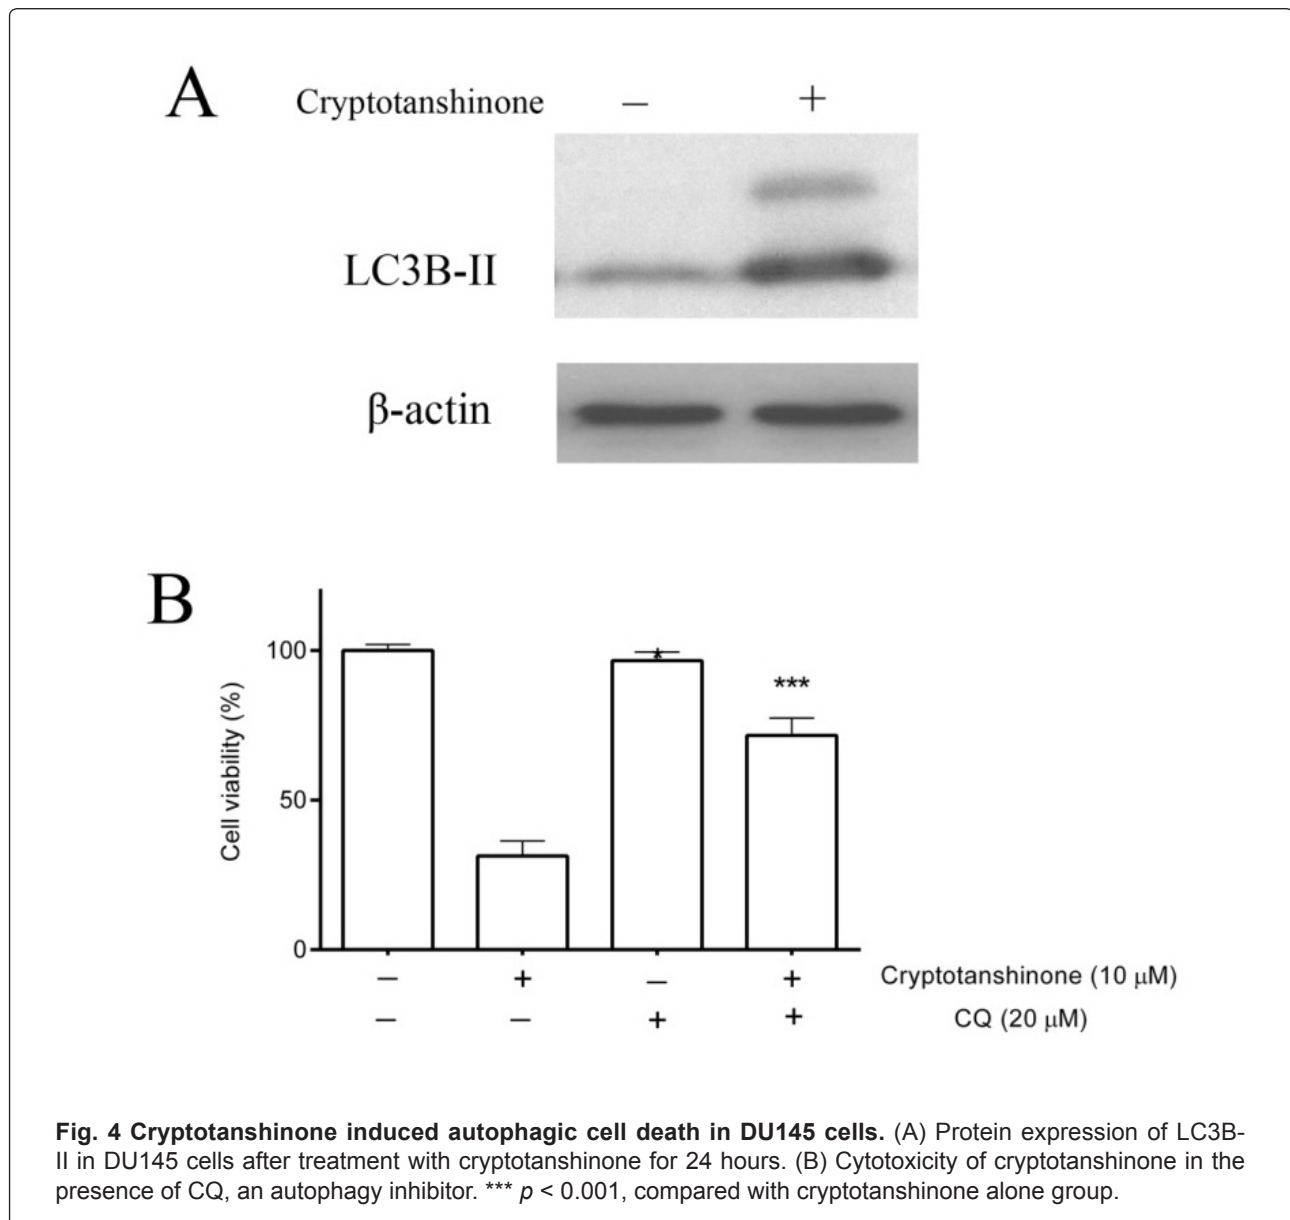 A
Cryptotanshinone − +
LC3B-II
β-actin
B
Cell viability (%)
100
*
***
50
0
− + − + Cryptotanshinone (10 μM)
− − + + CQ (20 μM)
Fig. 4 Cryptotanshinone induced autophagic cell death in DU145 cells. (A) Protein expression of LC3B-
II in DU145 cells after treatment with cryptotanshinone for 24 hours. (B) Cytotoxicity of cryptotanshinone in the
presence of CQ, an autophagy inhibitor. *** p < 0.001, compared with cryptotanshinone alone group.